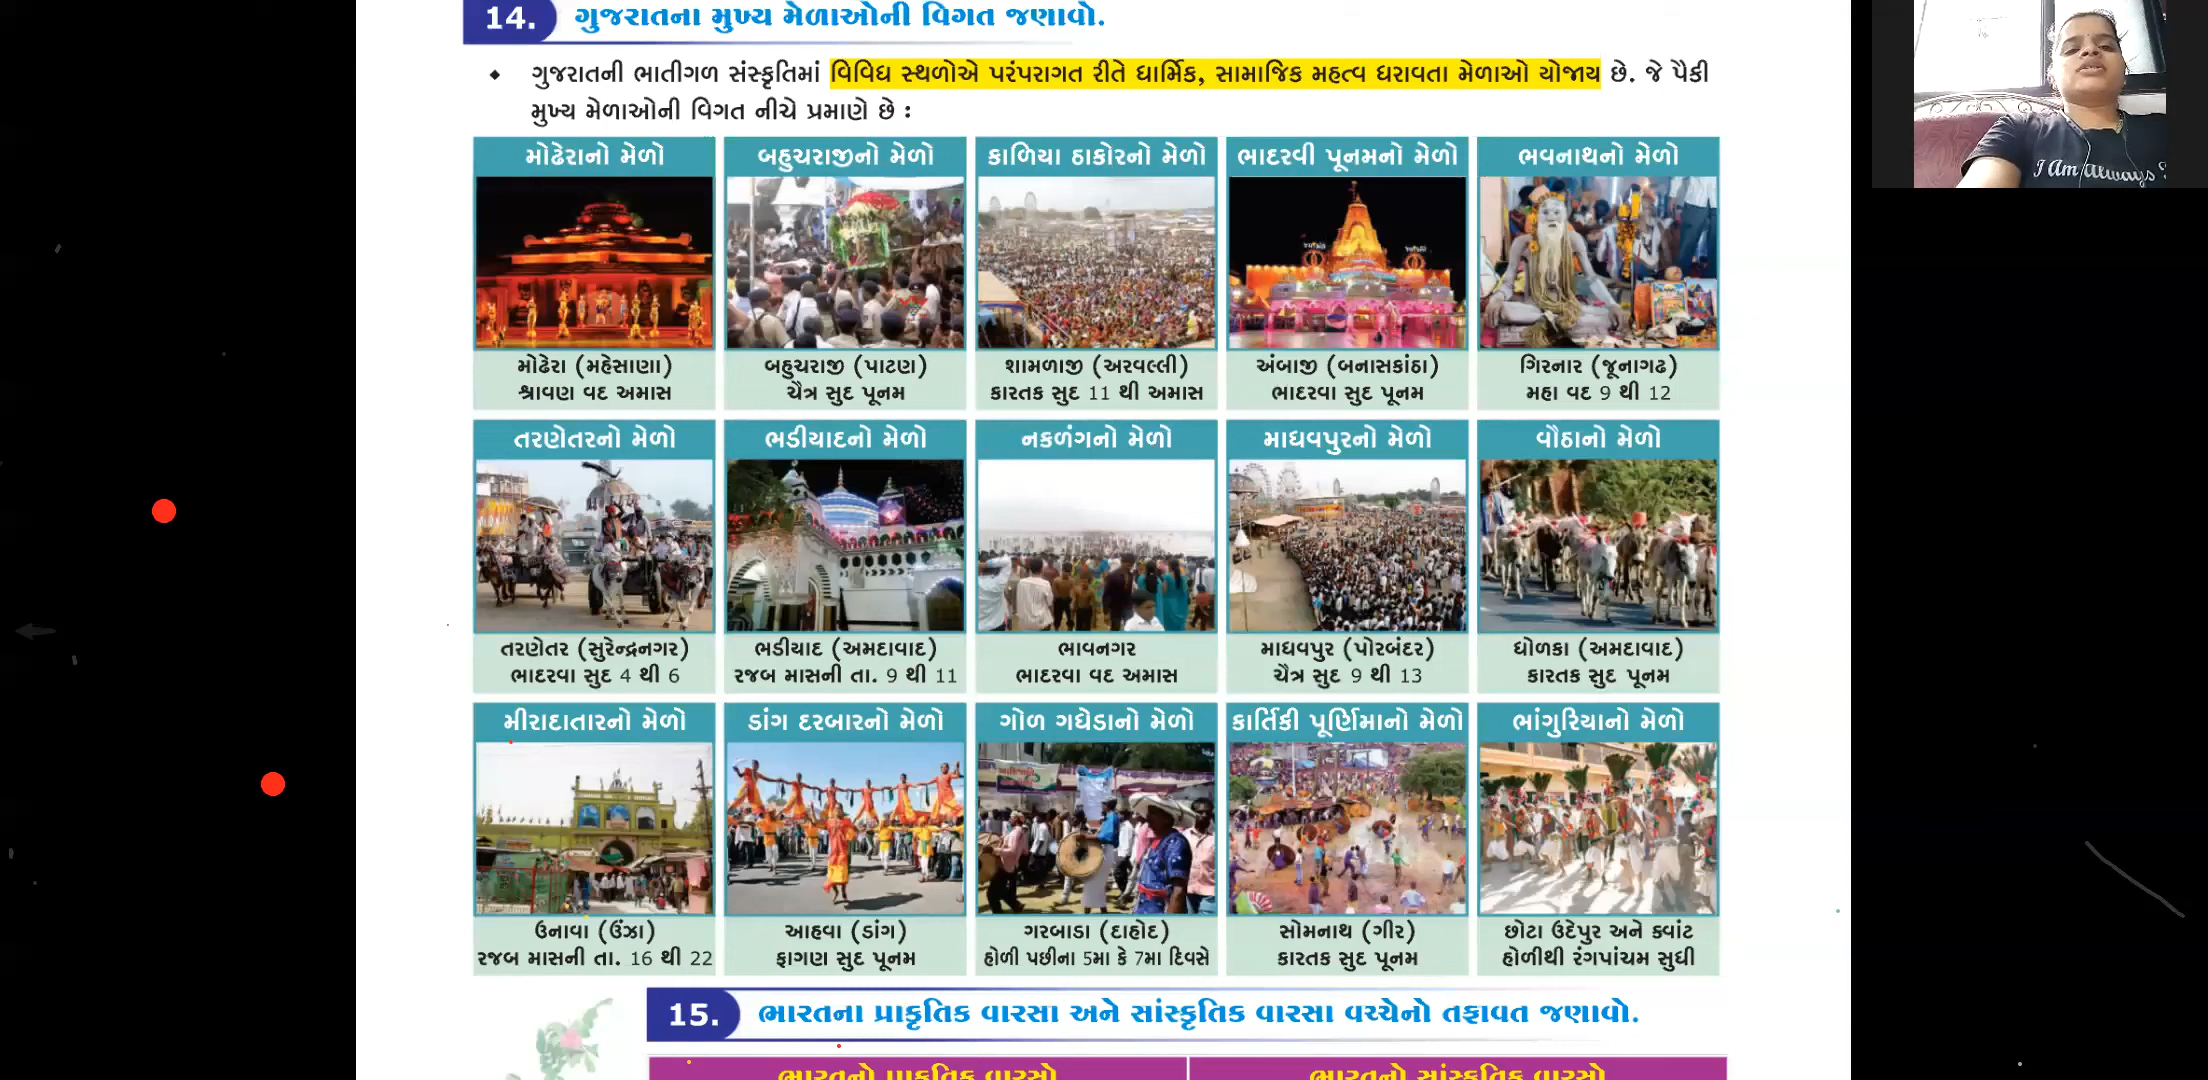 14. ગુજરાતના મુખ્ય મેળાઓની વિગત જણાવો.
◆ ગુજરાતની ભાતીગળ સંસ્કૃતિમાં વિવિધ સ્થળોએ પરંપરાગત રીતે ધાર્મિક, સામાજિક મહત્વ ધરાવતા મેળાઓ યોજાય છે. જે પૈકી
મુખ્ય મેળાઓની વિગત નીચે પ્રમાણે છે :
I Am Always
મોઢેરાનો મેળો
મોઢેરા (મહેસાણા)
શ્રાવણ વદ અમાસ
બહુચરાજીનો મેળો
બહુચરાજી (પાટણ)
ચૈત્ર સુદ પૂનમ
કાળિયા ઠાકોરનો મેળો
શામળાજી (અરવલ્લી)
કારતક સુદ 11 થી અમાસ
ભાદરવી પૂનમનો મેળો
અંબાજી (બનાસકાંઠા)
ભાદરવા સુદ પૂનમ
ભવનાથનો મેળો
ગિરનાર (જૂનાગઢ)
મહા વદ 9 થી 12
તરણેતરનો મેળો
તરણેતર (સુરેન્દ્રનગર)
ભાદરવા સુદ 4 થી 6
ભડીયાદનો મેળો
ભડીયાદ (અમદાવાદ)
રજબ માસની તા. 9 થી 11
નકળંગનો મેળો
ભાવનગર
ભાદરવા વદ અમાસ
માધવપુરનો મેળો
માધવપુર (પોરબંદર)
ચૈત્ર સુદ 9 થી 13
વૌઠાનો મેળો
ધોળકા (અમદાવાદ)
કારતક સુદ પૂનમ
મીરાદાતારનો મેળો
ઉનાવા (ઉંઝા)
રજબ માસની તા. 16 થી 22
ડાંગ દરબારનો મેળો
આહવા (ડાંગ)
ફાગણ સુદ પૂનમ
ગોળ ગધેડાનો મેળો
ગરબાડા (દાહોદ)
હોળી પછીના 5મા કે 7મા દિવસે
કાર્તિકી પૂર્ણિમાનો મેળો
સોમનાથ (ગીર)
કારતક સુદ પૂનમ
ભાંગુરિયાનો મેળો
છોટા ઉદેપુર અને ક્વાંટ
હોળીથી રંગપાંચમ સુધી
15. ભારતના પ્રાકૃતિક વારસા અને સાંસ્કૃતિક વારસા વચ્ચેનો તફાવત જણાવો.
ભારતનો પ્રાકૃતિક વારસો
ભારતનો સાંસ્કૃતિક વારસો